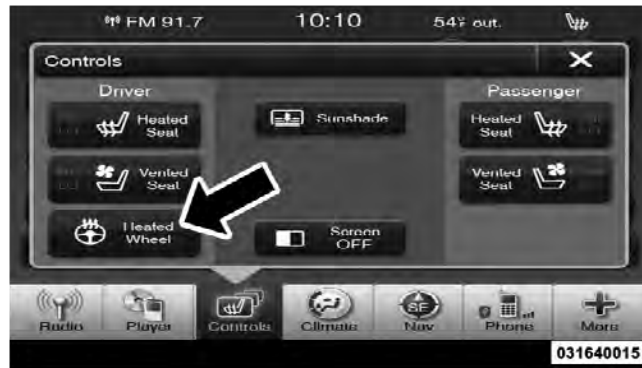 FM 91.7 10:10 54° out.
Controls
Driver Passenger
Heated
Seat
Sunshade
Heated
Seat
Vented
Seat
Vented
Seat
Heated
Wheel
Screen
OFF
Radio Player Controls Climate SE Nav Phone More
031640015